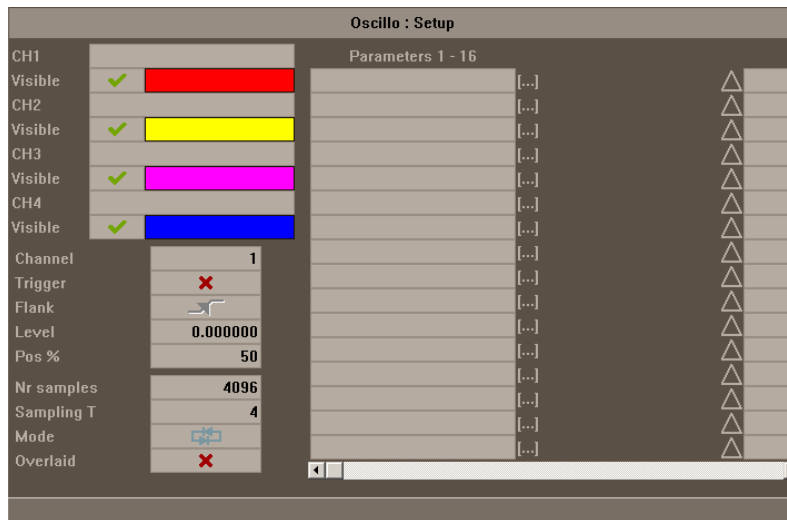 Oscillo : Setup
CH1
Parameters 1 - 16
Visible
[...]
CH2
[...]
Visible
[...]
CH3
[...]
Visible
[...]
CH4
[...]
Visible
[...]
[...]
Channel 1
[...]
Trigger
[...]
Flank
[...]
Level 0.000000
[...]
Pos % 50
[...]
Nr samples 4096
[...]
Sampling T 4
[...]
Mode
[...]
Overlaid
[...]